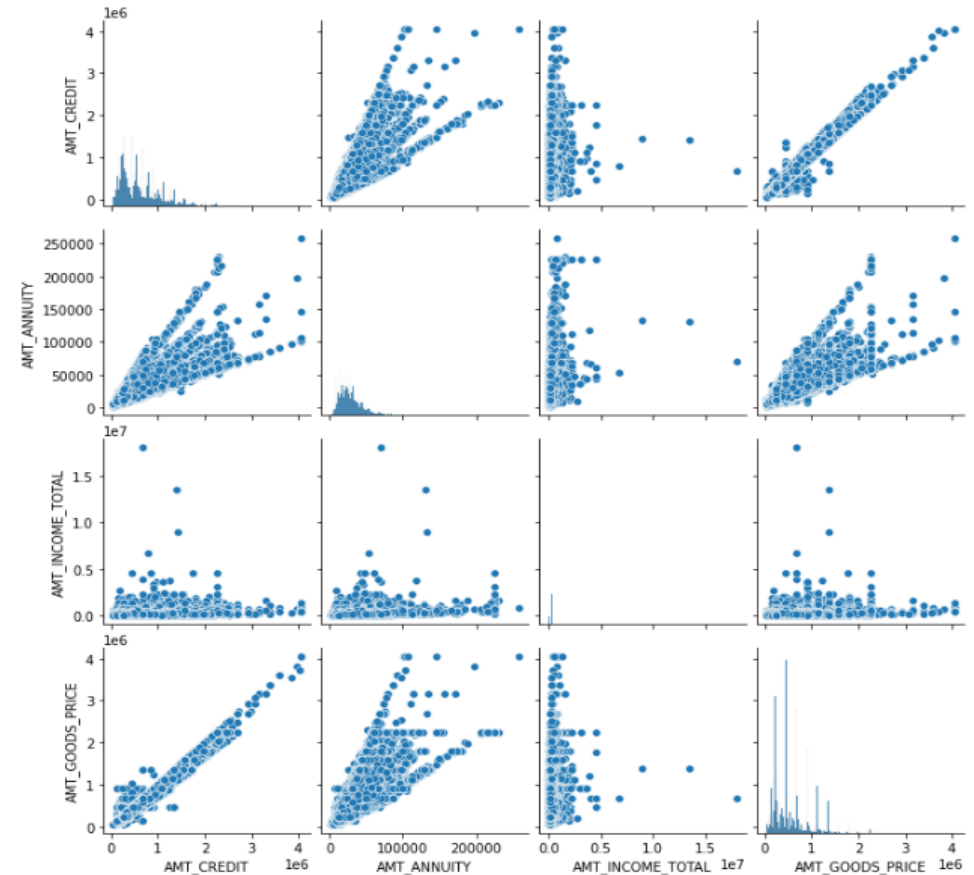 1e6
4
3
2
1
0
AMT_CREDIT
250000
200000
150000
100000
50000
0
AMT_ANNUITY
1e7
1.5
1.0
0.5
0.0
AMT_INCOME_TOTAL
1e6
4
3
2
1
0
AMT_GOODS_PRICE
0 1 2 3 4
1e6
AMT_CREDIT
0 100000 200000
AMT_ANNUITY
0.0 0.5 1.0 1.5
1e7
AMT_INCOME_TOTAL
0 1 2 3 4
1e6
AMT_GOODS_PRICE